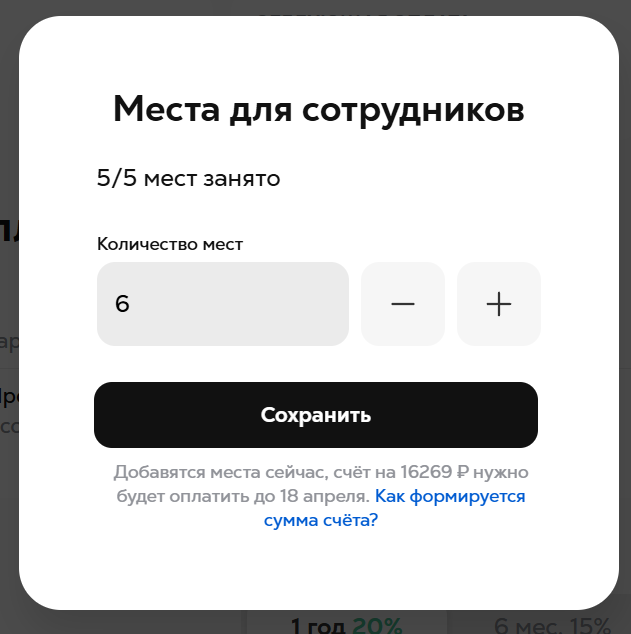 Места для сотрудников
5/5 мест занято
Количество мест
6
Сохранить
Добавятся места сейчас, счёт на 16269 ₽ нужно
будет оплатить до 18 апреля. Как формируется
сумма счёта?
1 год 20% 6 мес. 15%